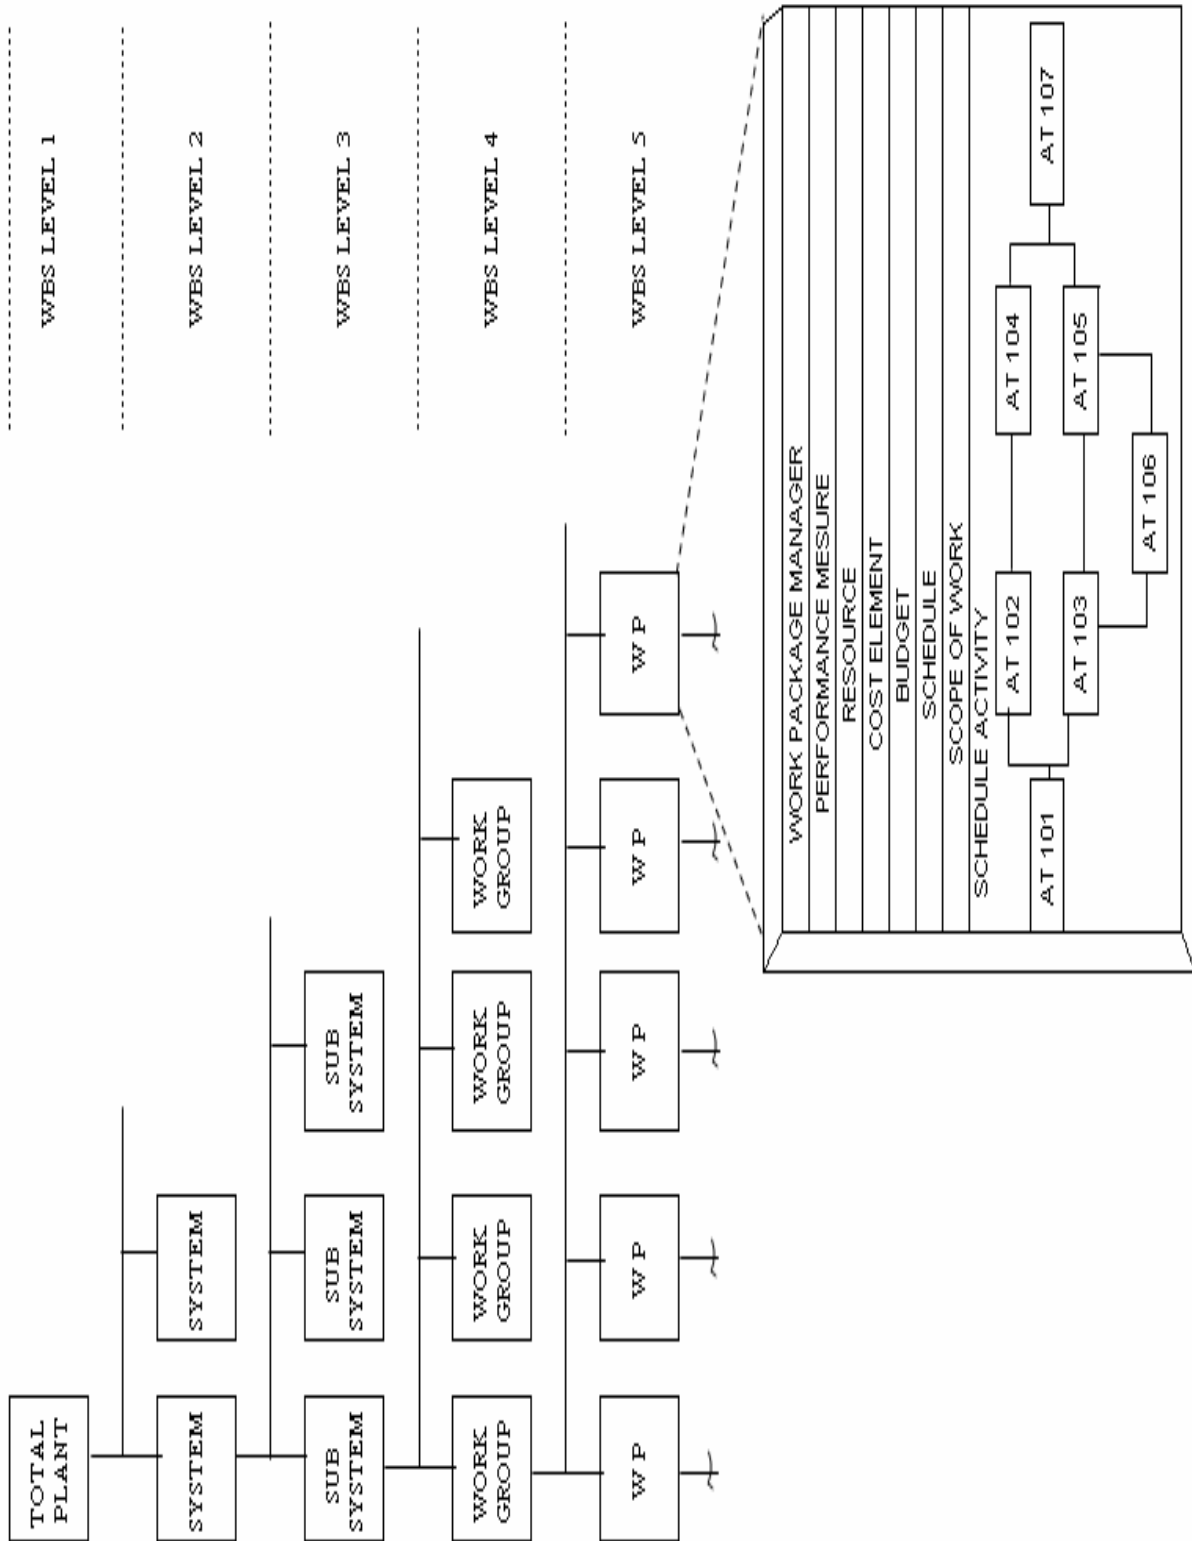 TOTAL
PLANT
WBS LEVEL 1
SYSTEM
SYSTEM
WBS LEVEL 2
SUB
SYSTEM
SUB
SYSTEM
SUB
SYSTEM
WBS LEVEL 3
WORK
GROUP
WORK
GROUP
WORK
GROUP
WORK
GROUP
WBS LEVEL 4
W P
W P
W P
W P
W P
WBS LEVEL 5
WORK PACKAGE MANAGER
PERFORMANCE MESURE
RESOURCE
COST ELEMENT
BUDGET
SCHEDULE
SCOPE OF WORK
SCHEDULE ACTIVITY
AT 101
AT 102
AT 104
AT 103
AT 105
AT 106
AT 107